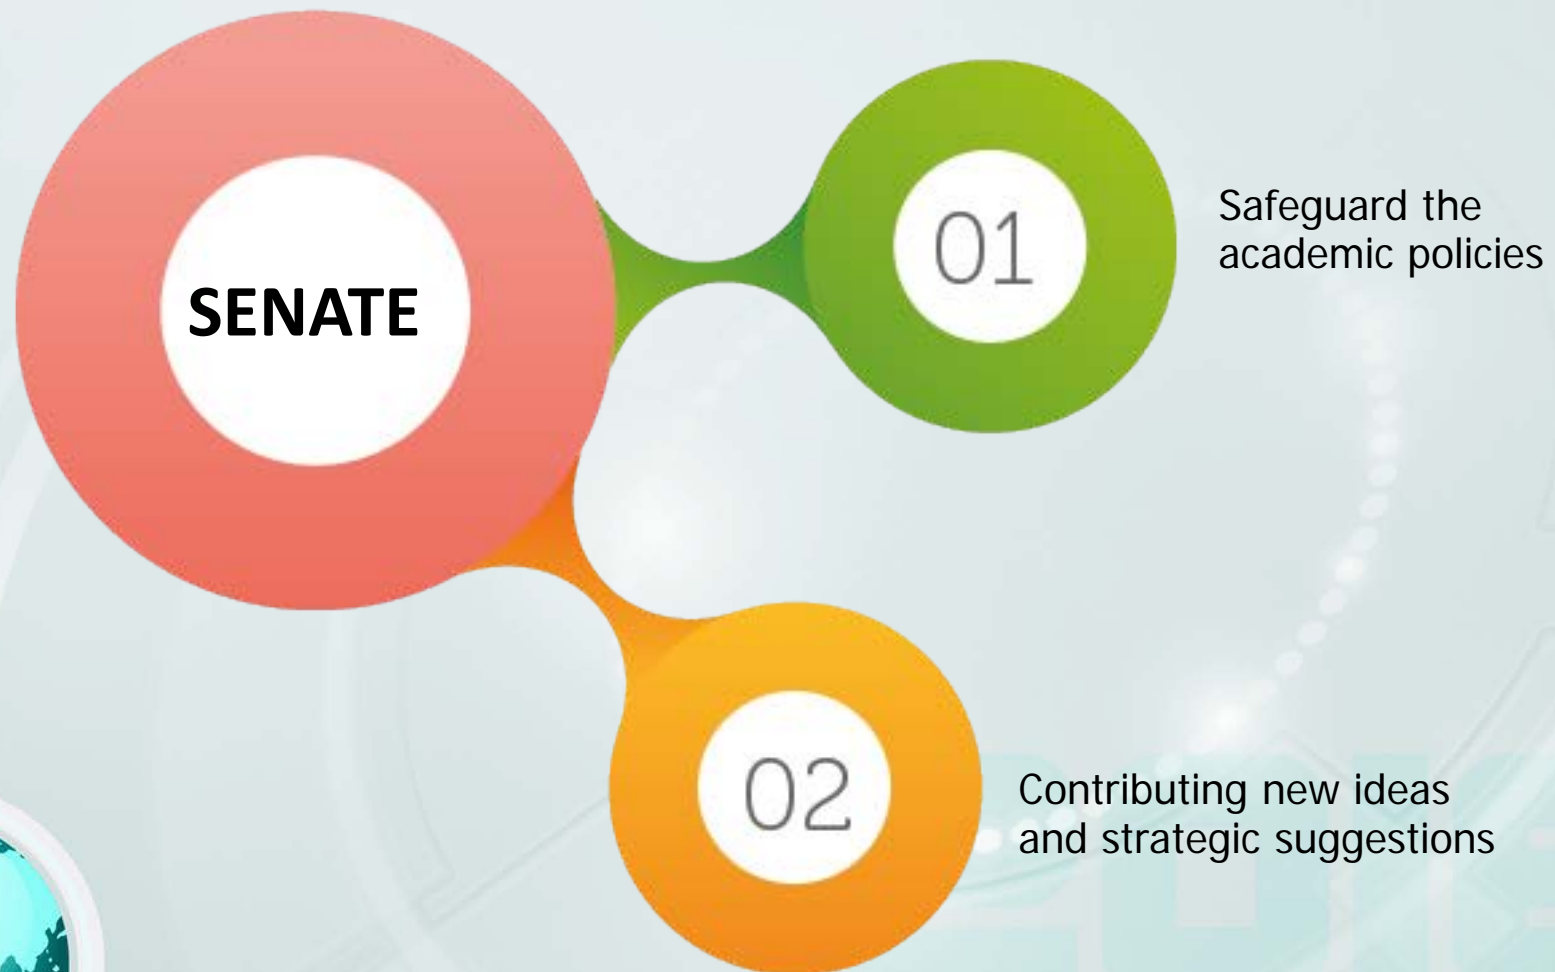 SENATE
01
Safeguard the
academic policies
02
Contributing new ideas
and strategic suggestions